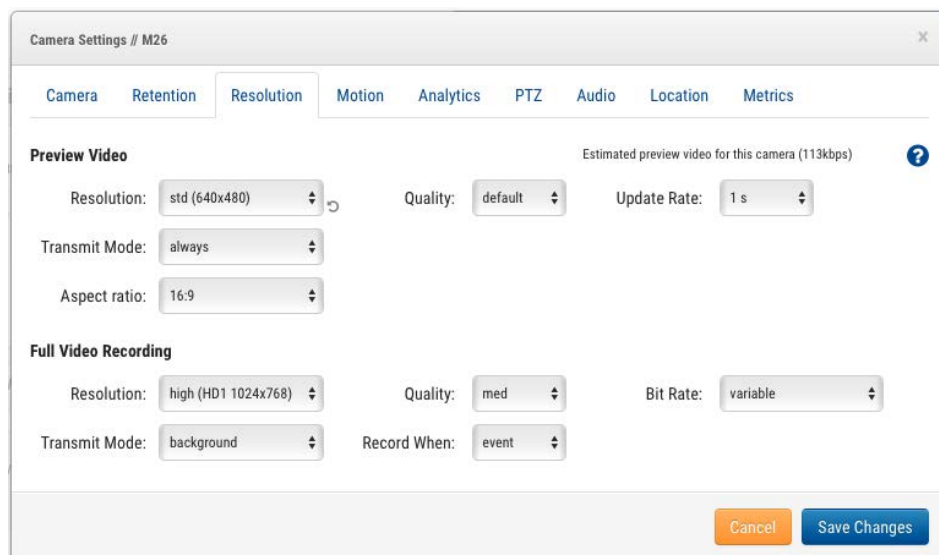 Camera Settings // M26
×
Camera Retention Resolution Motion Analytics PTZ Audio Location Metrics
Preview Video Estimated preview video for this camera (113kbps) ?
Resolution: std (640x480) Quality: default Update Rate: 1 s
Transmit Mode: always
Aspect ratio: 16:9
Full Video Recording
Resolution: high (HD1 1024x768) Quality: med Bit Rate: variable
Transmit Mode: background Record When: event
Cancel Save Changes